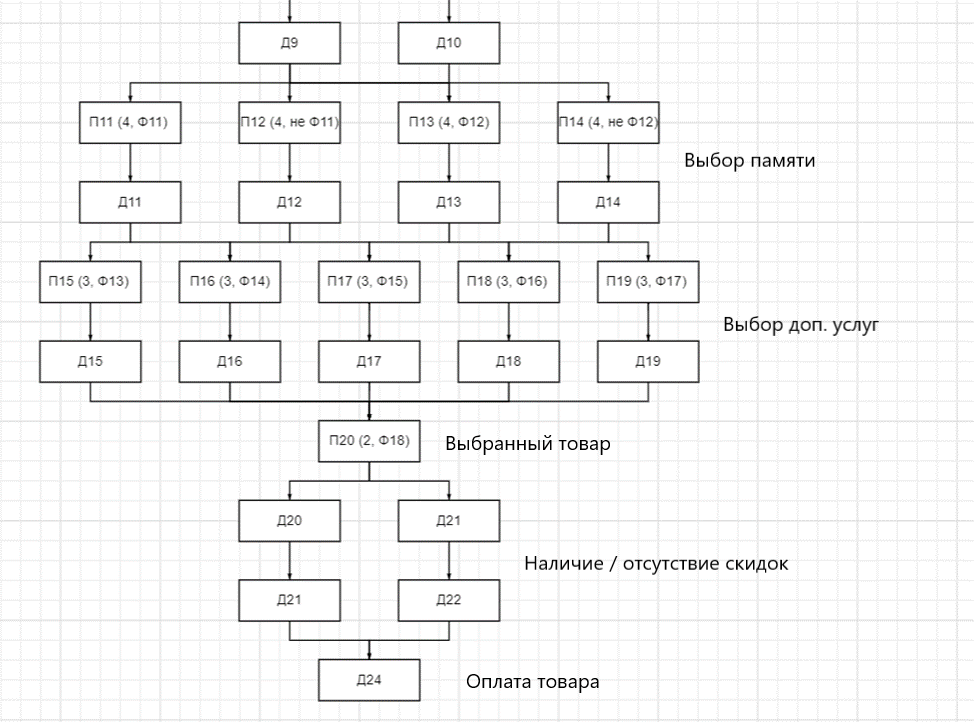 Д9 Д10
П11 (4, Ф11) П12 (4, не Ф11) П13 (4, Ф12) П14 (4, не Ф12)
Выбор памяти
Д11 Д12 Д13 Д14
П15 (3, Ф13) П16 (3, Ф14) П17 (3, Ф15) П18 (3, Ф16) П19 (3, Ф17)
Выбор доп. услуг
Д15 Д16 Д17 Д18 Д19
П20 (2, Ф18) Выбранный товар
Д20 Д21
Наличие / отсутствие скидок
Д21 Д22
Д24 Оплата товара